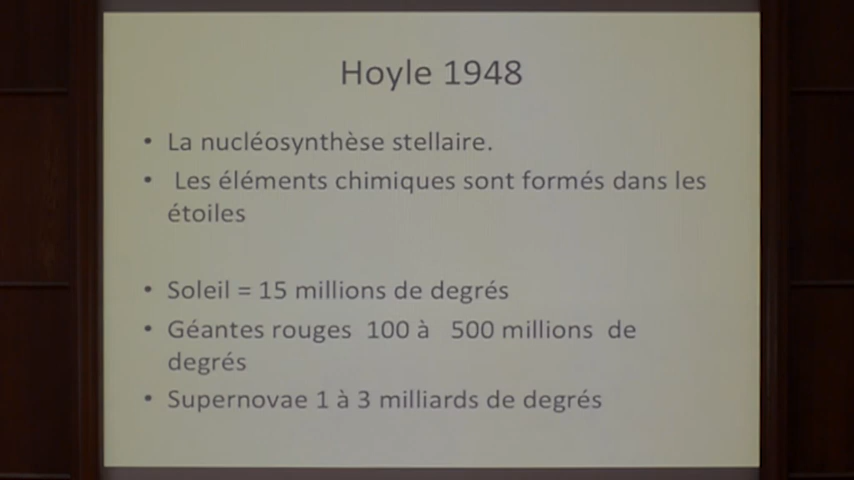 Hoyle 1948
• La nucléosynthèse stellaire.
• Les éléments chimiques sont formés dans les
étoiles
• Soleil = 15 millions de degrés
• Géantes rouges 100 à 500 millions de
degrés
• Supernovae 1 à 3 milliards de degrés